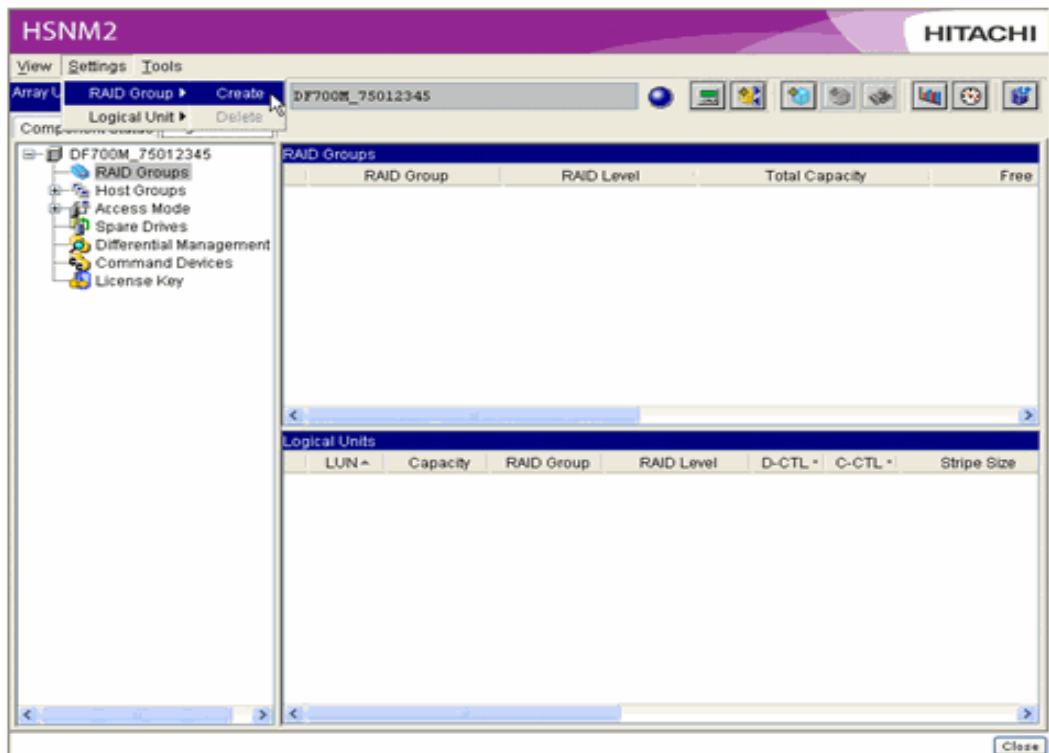 HSNM2
HITACHI
View Settings Tools
Array U
RAID Group Create
DF700M_75012345
Logical Unit Delete
DF700M_75012345
RAID Groups
Host Groups
Access Mode
Spare Drives
Differential Management
Command Devices
License Key
RAID Groups
RAID Group RAID Level Total Capacity Free
Logical Units
LUN Capacity RAID Group RAID Level D-CTL C-CTL Stripe Size
Close